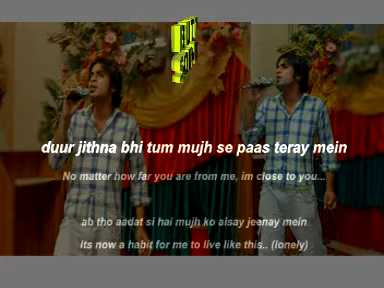 duur jithna bhi tum mujh se paas teray mein
No matter how far you are from me, im close to you...
ab tho aadat si hai mujh ko aisay jeenay mein
its now a habit for me to live like this.. (lonely)